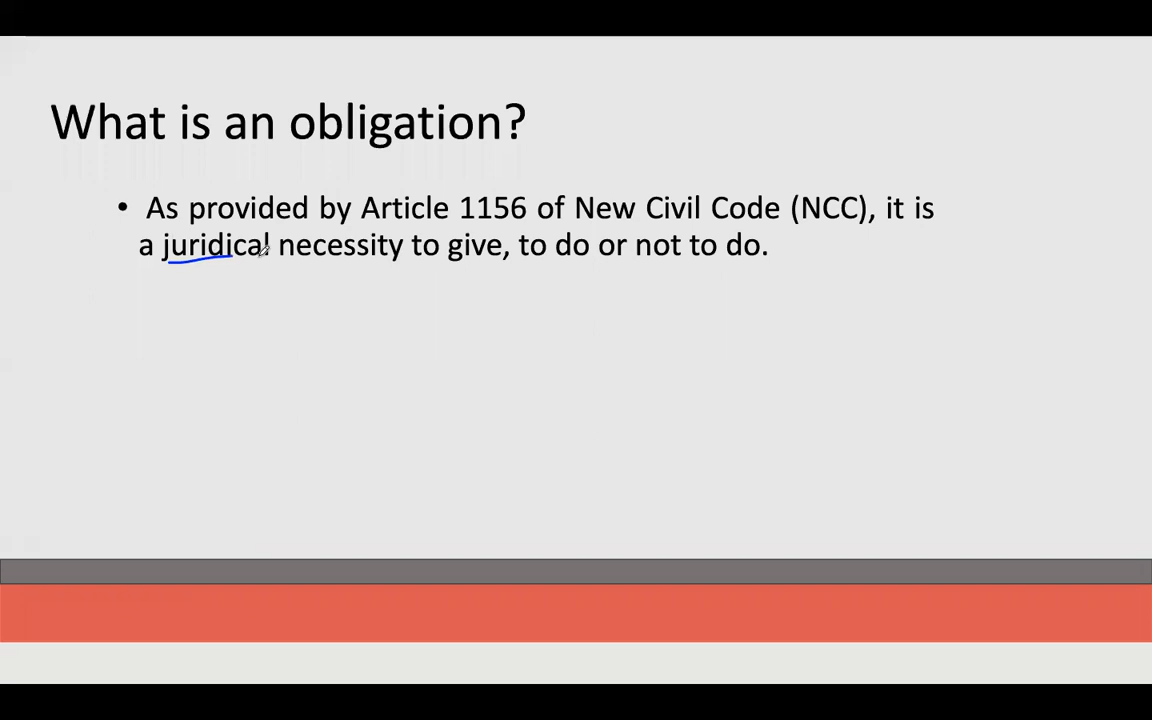 What is an obligation?
• As provided by Article 1156 of New Civil Code (NCC), it is
a juridical necessity to give, to do or not to do.